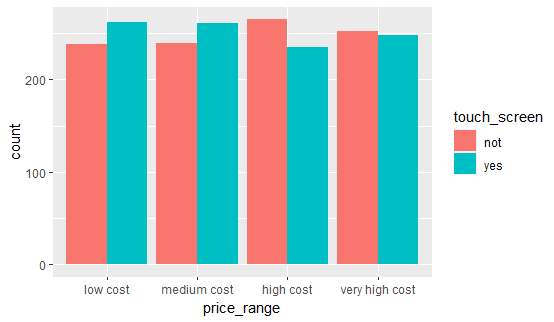 count
200
100
0
low cost
medium cost
high cost
very high cost
price_range
touch_screen
not
yes